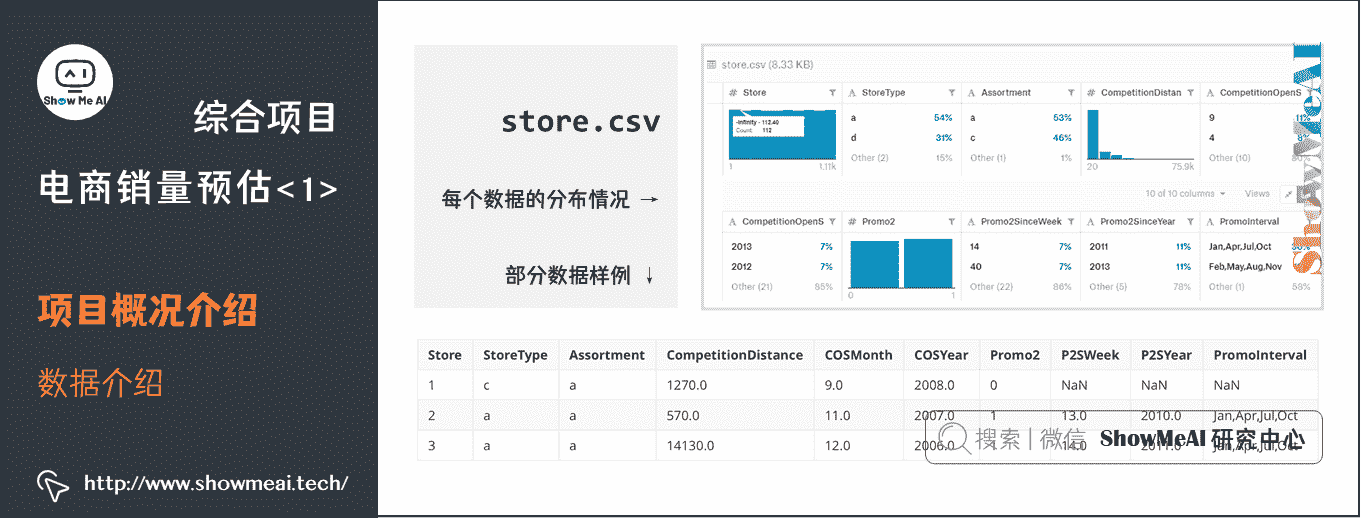 Show Me AI
综合项目
电商销量预估<1>
项目概况介绍
数据介绍
http://www.showmeai.tech/
store.csv
每个数据的分布情况 →
部分数据样例 ↓
store.csv (8.33 KB)
# Store A StoreType A Assortment # CompetitionDistan A CompetitionOpenS
-Infinity - 112.40
Count: 112
a 54% a 53% 9 11%
d 31% c 46% 4
Other (2) 15% Other (1) 1% Other (10)
1 1.11k 20 75.9k
10 of 10 columns Views
A CompetitionOpenS # Promo2 A Promo2SinceWeek A Promo2SinceYear A PromoInterval
2013 7% 14 7% 2011 11% Jan,Apr,Jul,Oct
2012 7% 40 7% 2013 11% Feb,May,Aug,Nov
Other (21) 85% Other (22) 86% Other (5) 78% Other (1) 58%
0 1
ShowMeAI
Store StoreType Assortment CompetitionDistance COSMonth COSYear Promo2 P2SWeek P2SYear PromoInterval
1 c a 1270.0 9.0 2008.0 0 NaN NaN NaN
2 a a 570.0 11.0 2007.0 1 13.0 2010.0 Jan,Apr,Jul,Oct
3 a a 14130.0 12.0 2006.0 1 14.0 2011.0 Jan,Apr,Jul,Oct
搜索 | 微信 ShowMeAI 研究中心